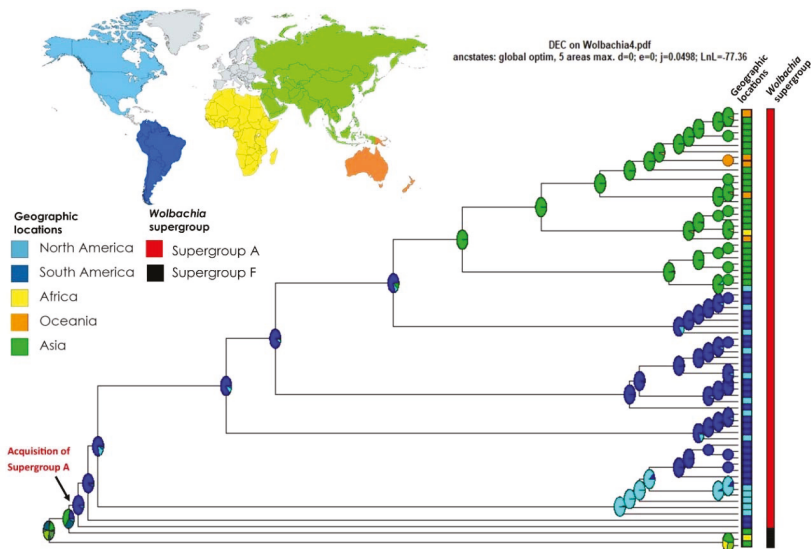 DEC on Wolbachia4.pdf
ancstates: global optim, 5 areas max. d=0; e=0; j=0.0498; LnL=-77.36
Geographic
locations
Wolbachia
supergroup
Geographic
locations
Wolbachia
supergroup
North America
Supergroup A
South America
Supergroup F
Africa
Oceania
Asia
Acquisition of
Supergroup A